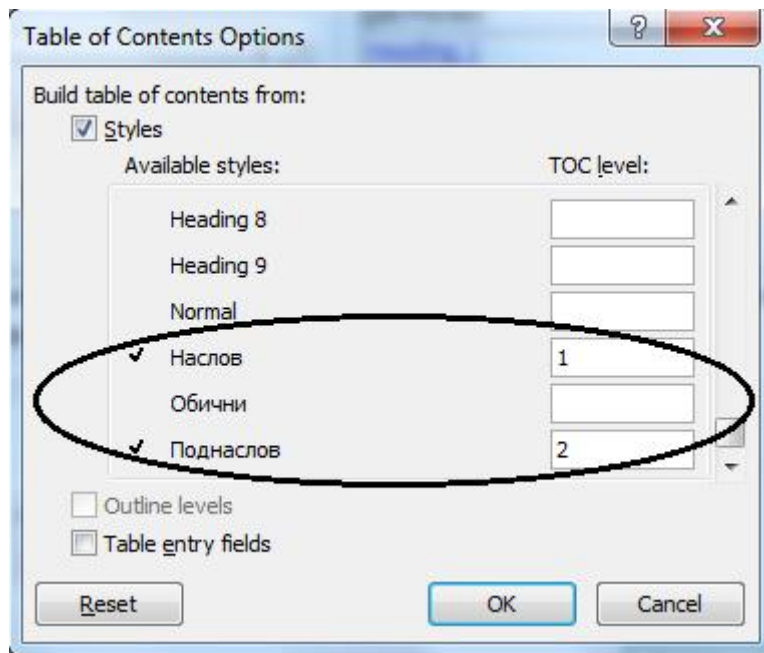 Table of Contents Options
Build table of contents from:
Styles
Available styles: TOC level:
Heading 8
Heading 9
Normal
Наслов 1
Обични
Поднаслов 2
Outline levels
Table entry fields
Reset OK Cancel